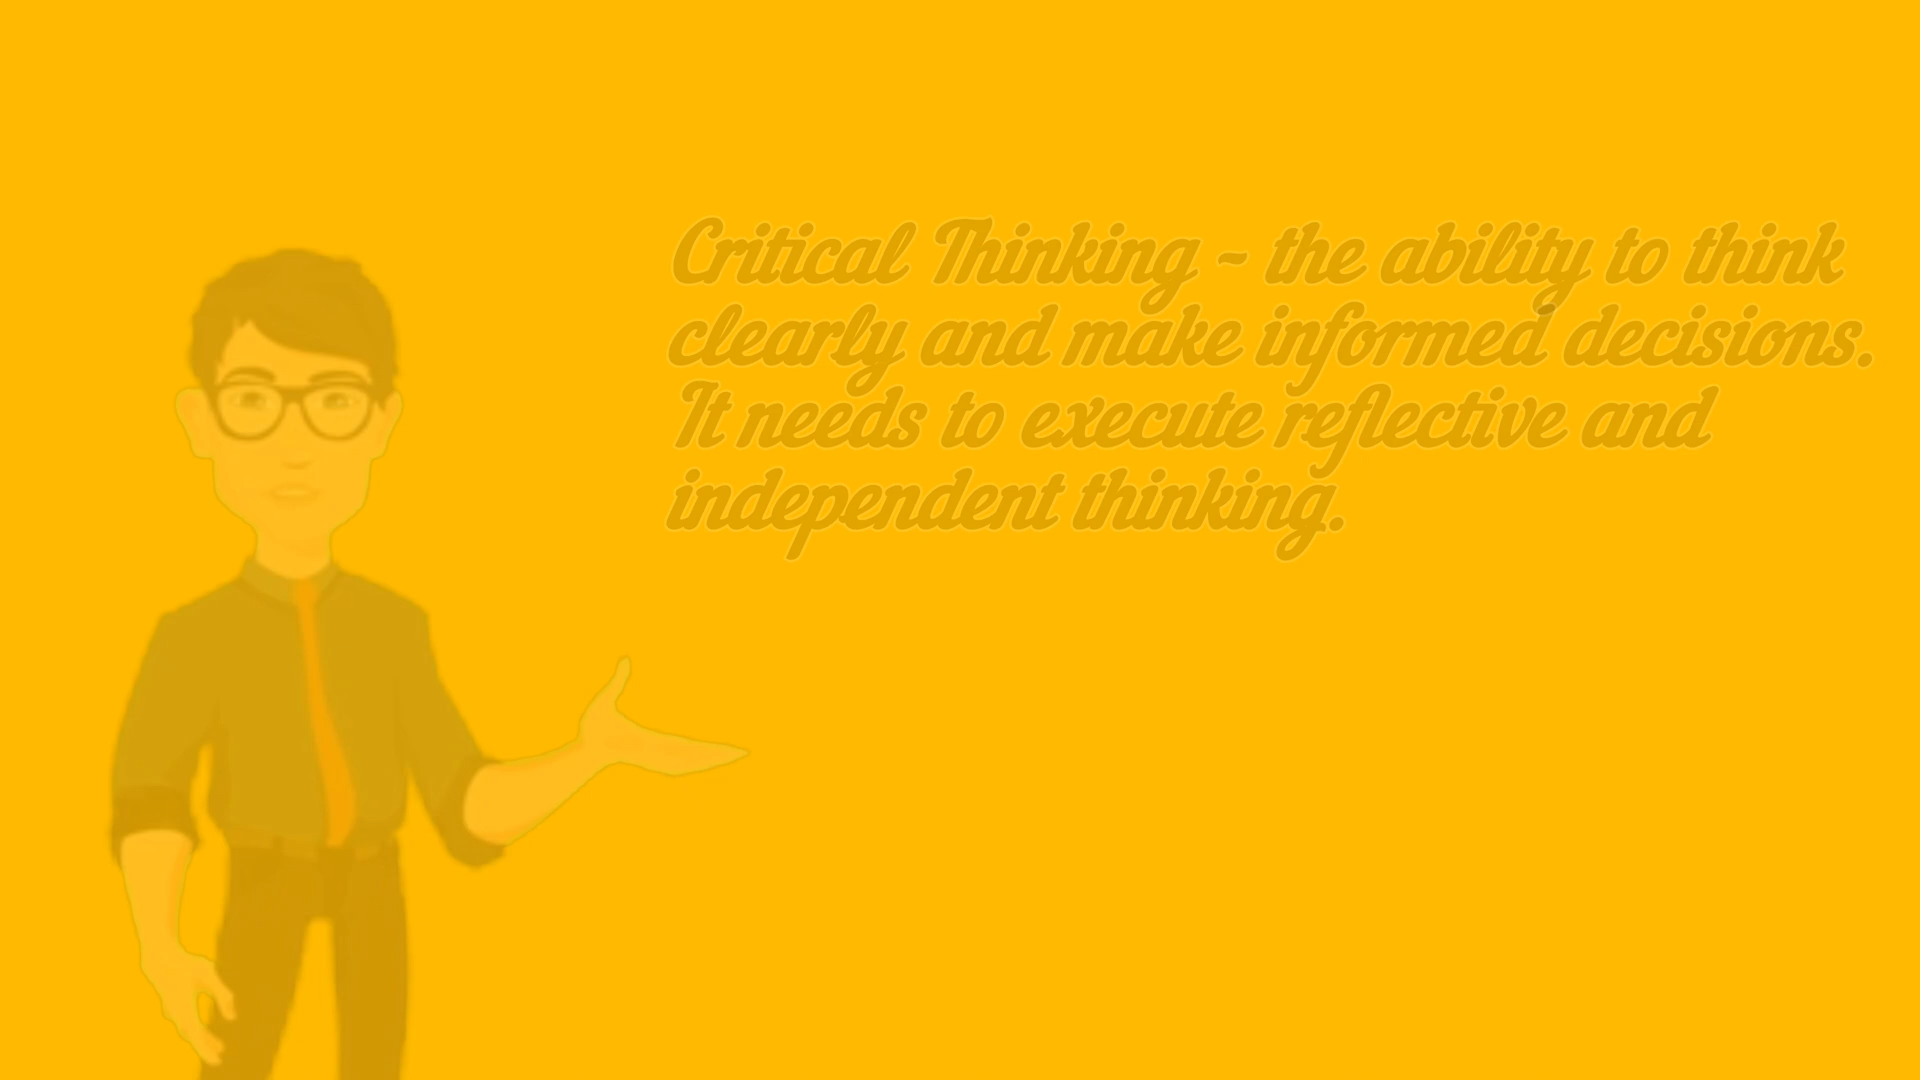 Critical Thinking - the ability to think
clearly and make informed decisions.
It needs to execute reflective and
independent thinking.